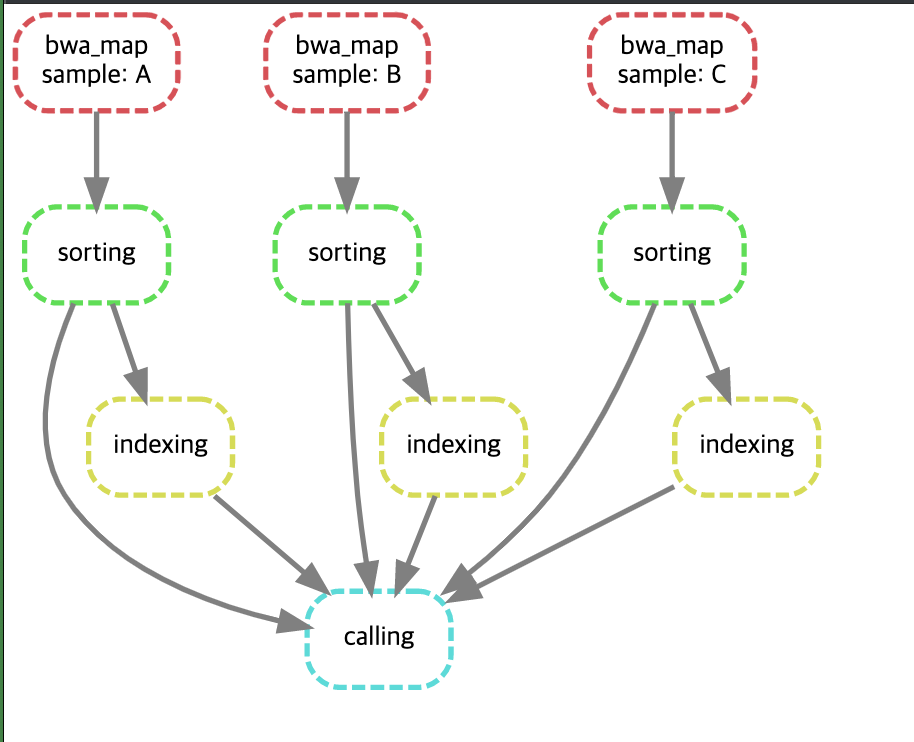 bwa_map
sample: A
bwa_map
sample: B
bwa_map
sample: C
sorting
sorting
sorting
indexing
indexing
indexing
calling